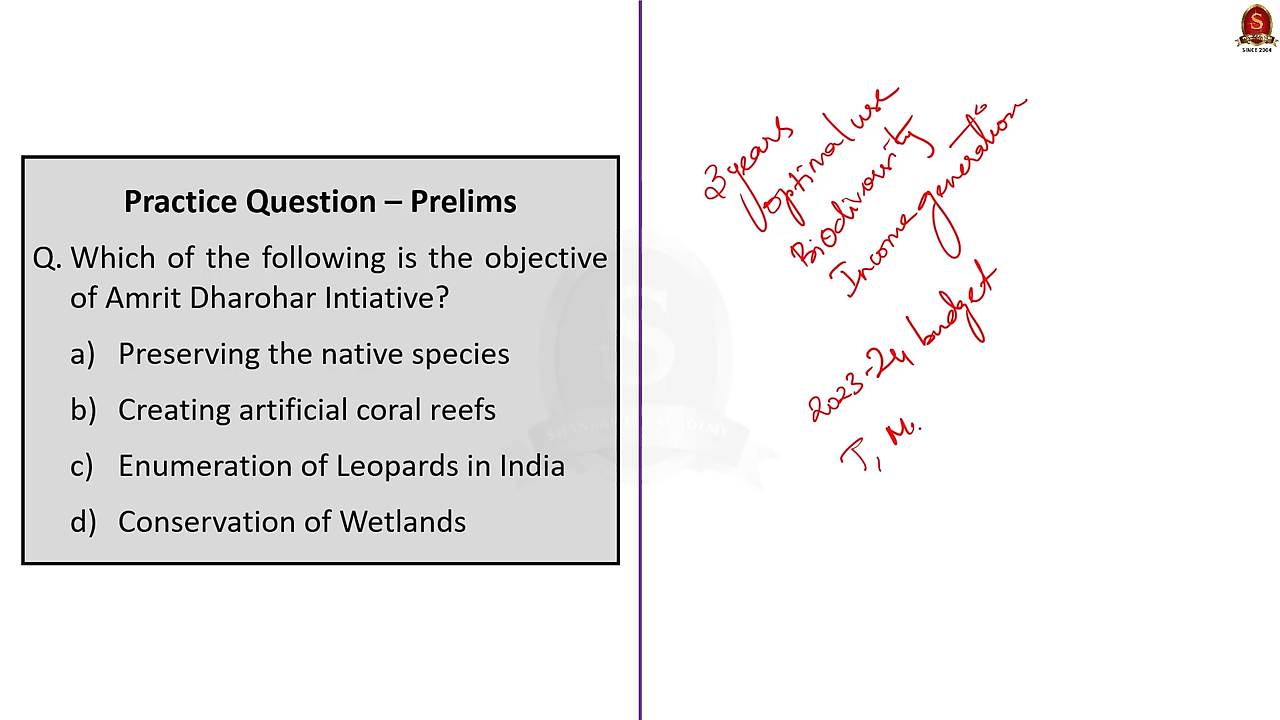 Practice Question – Prelims
Q. Which of the following is the objective
of Amrit Dharohar Intiative?
a) Preserving the native species
b) Creating artificial coral reefs
c) Enumeration of Leopards in India
d) Conservation of Wetlands
3 years
optimal use
Biodiversity
Income generation
2023-24 budget
T, M.
S
SINCE 2004